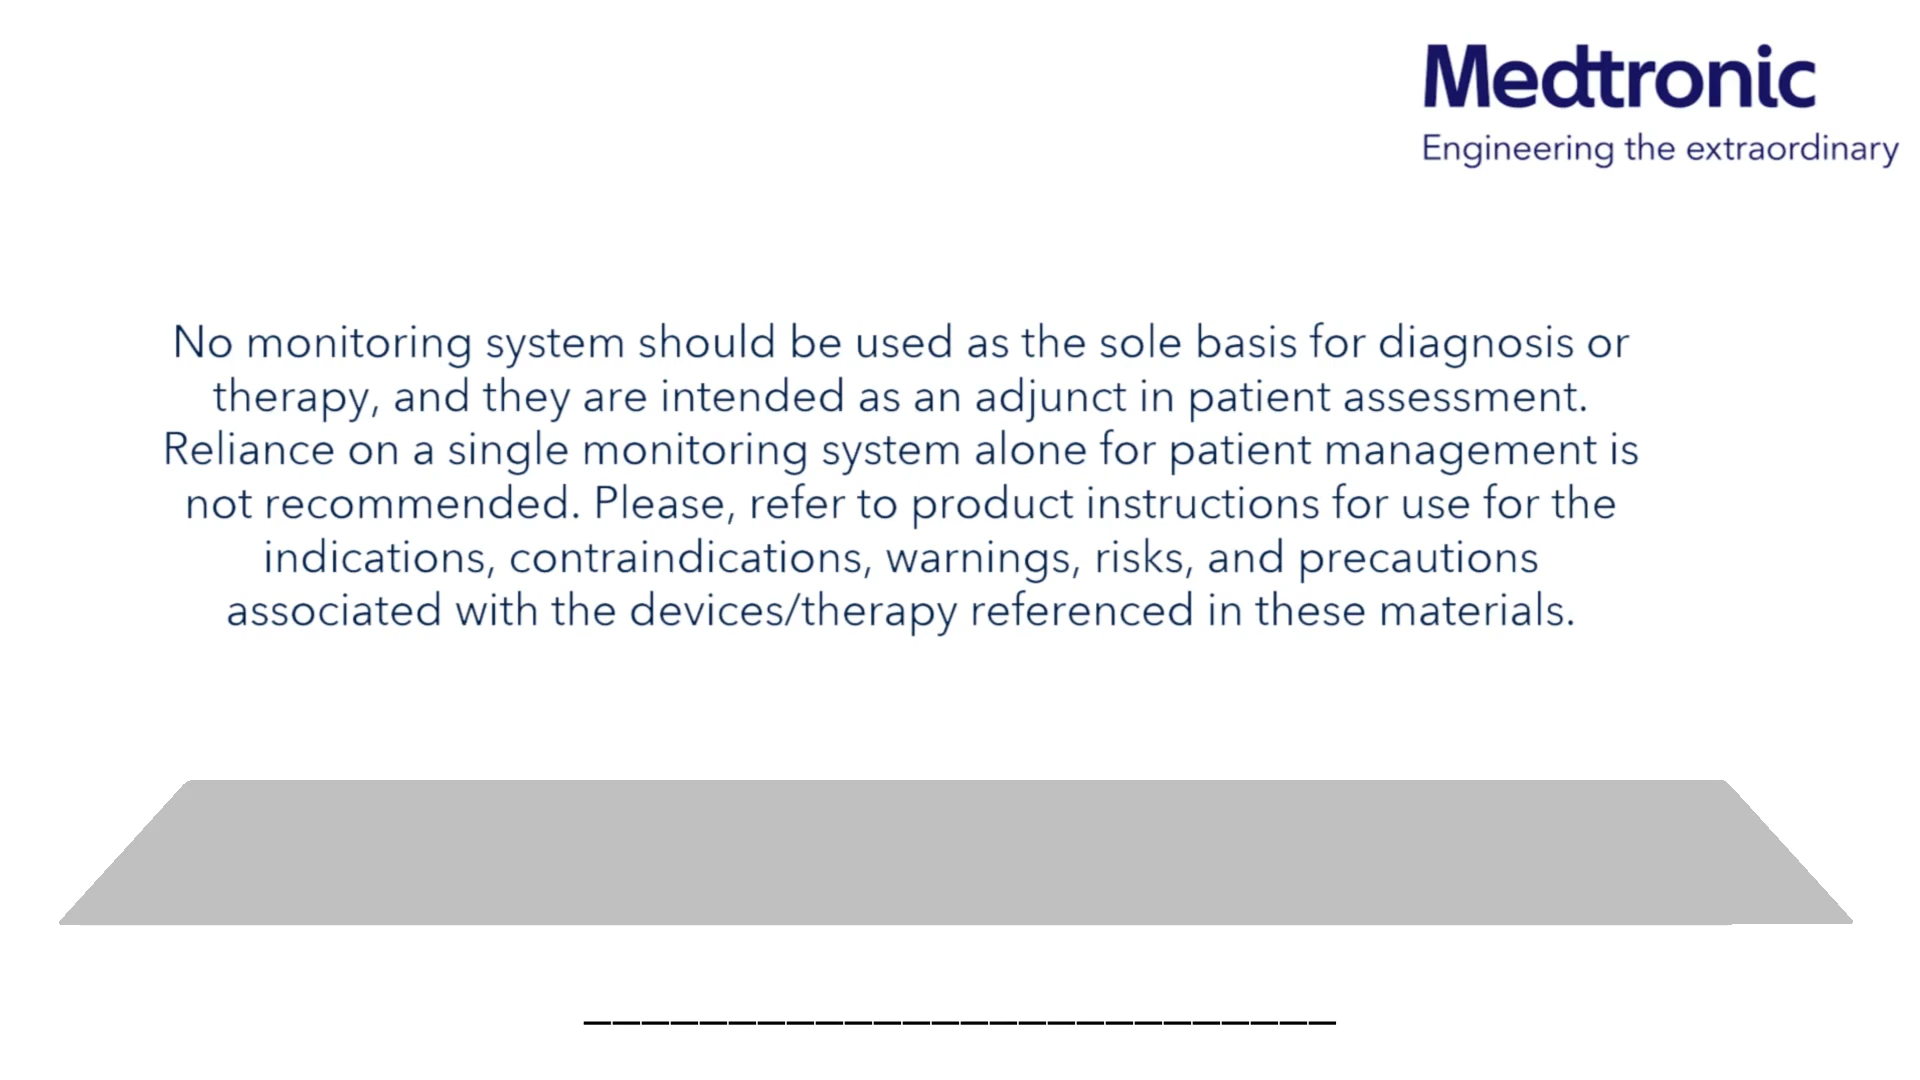 Medtronic
Engineering the extraordinary
No monitoring system should be used as the sole basis for diagnosis or
therapy, and they are intended as an adjunct in patient assessment.
Reliance on a single monitoring system alone for patient management is
not recommended. Please, refer to product instructions for use for the
indications, contraindications, warnings, risks, and precautions
associated with the devices/therapy referenced in these materials.
__________________________